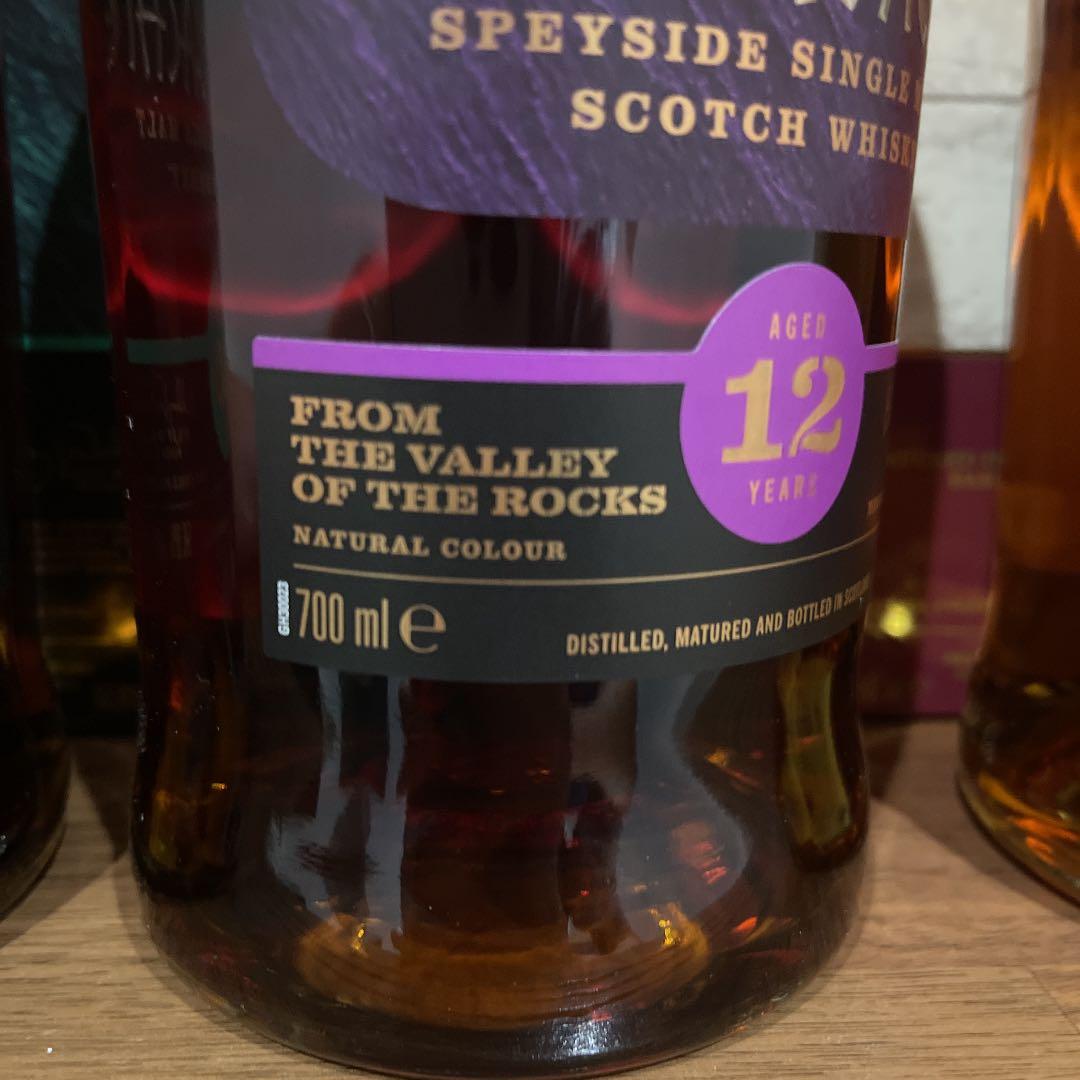 SPEYSIDE SINGLE
SCOTCH WHISKY
AGED
12
YEARS
FROM
THE VALLEY
OF THE ROCKS
NATURAL COLOUR
700 ml e
DISTILLED, MATURED AND BOTTLED IN